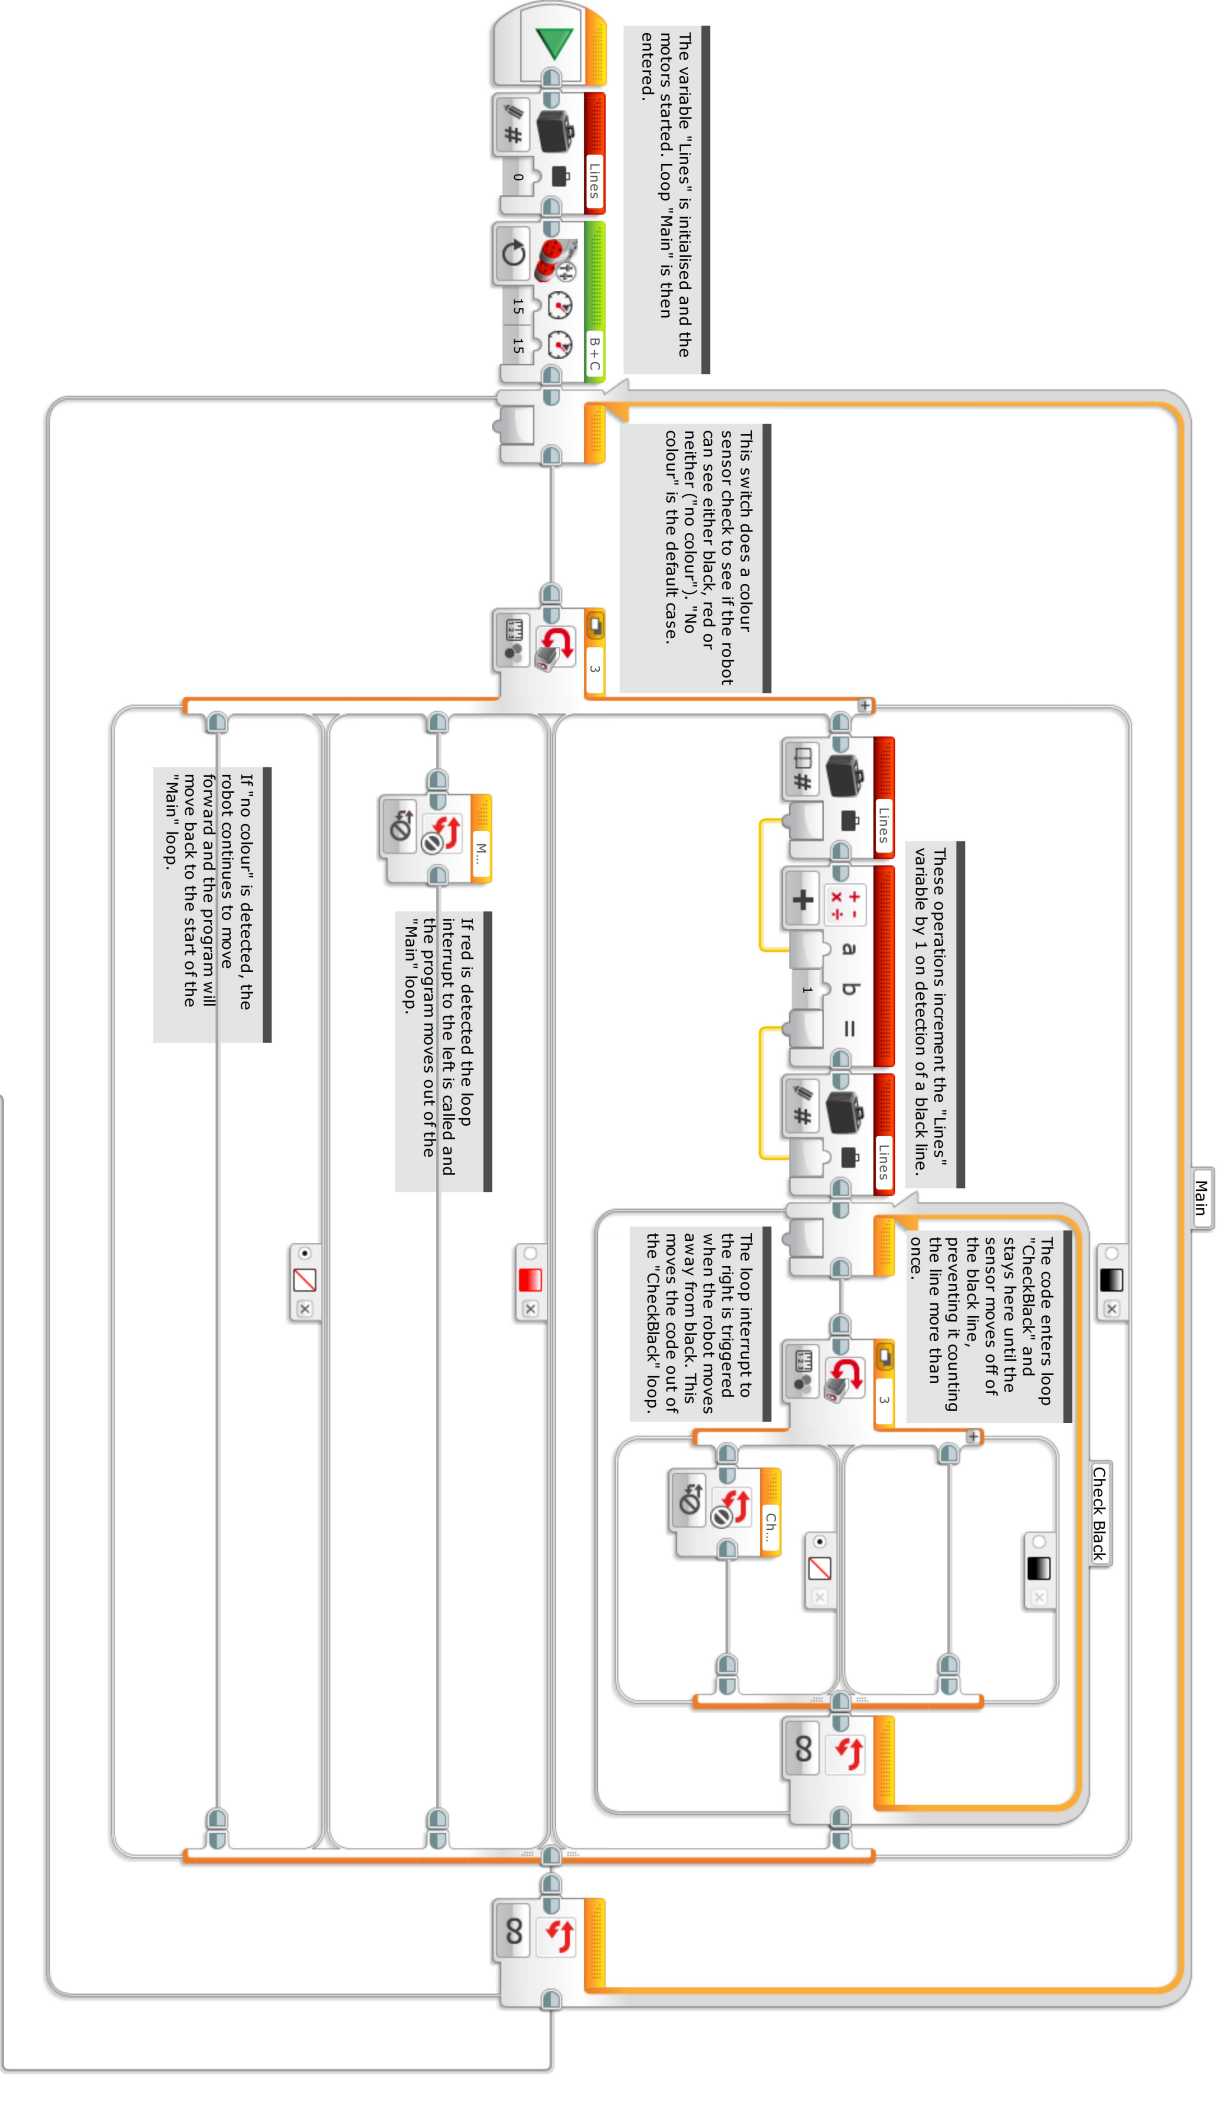 The variable "Lines" is initialised and the
motors started. Loop "Main" is then
entered.
Lines
#
0
B+C
15
15
Main
This switch does a colour
sensor check to see if the robot
can see either black, red or
neither ("no colour"). "No
colour" is the default case.
3
These operations increment the "Lines"
variable by 1 on detection of a black line.
Lines
#
+ - × ÷
+
a
b
=
1
Lines
#
The code enters loop
"CheckBlack" and
stays here until the
sensor moves off of
the black line,
preventing it counting
the line more than
once.
Check Black
3
The loop interrupt to
the right is triggered
when the robot moves
away from black. This
moves the code out of
the "CheckBlack" loop.
Ch...
∞
M...
If red is detected the loop
interrupt to the left is called and
the program moves out of the
"Main" loop.
If "no colour" is detected, the
robot continues to move
forward and the program will
move back to the start of the
"Main" loop.
∞